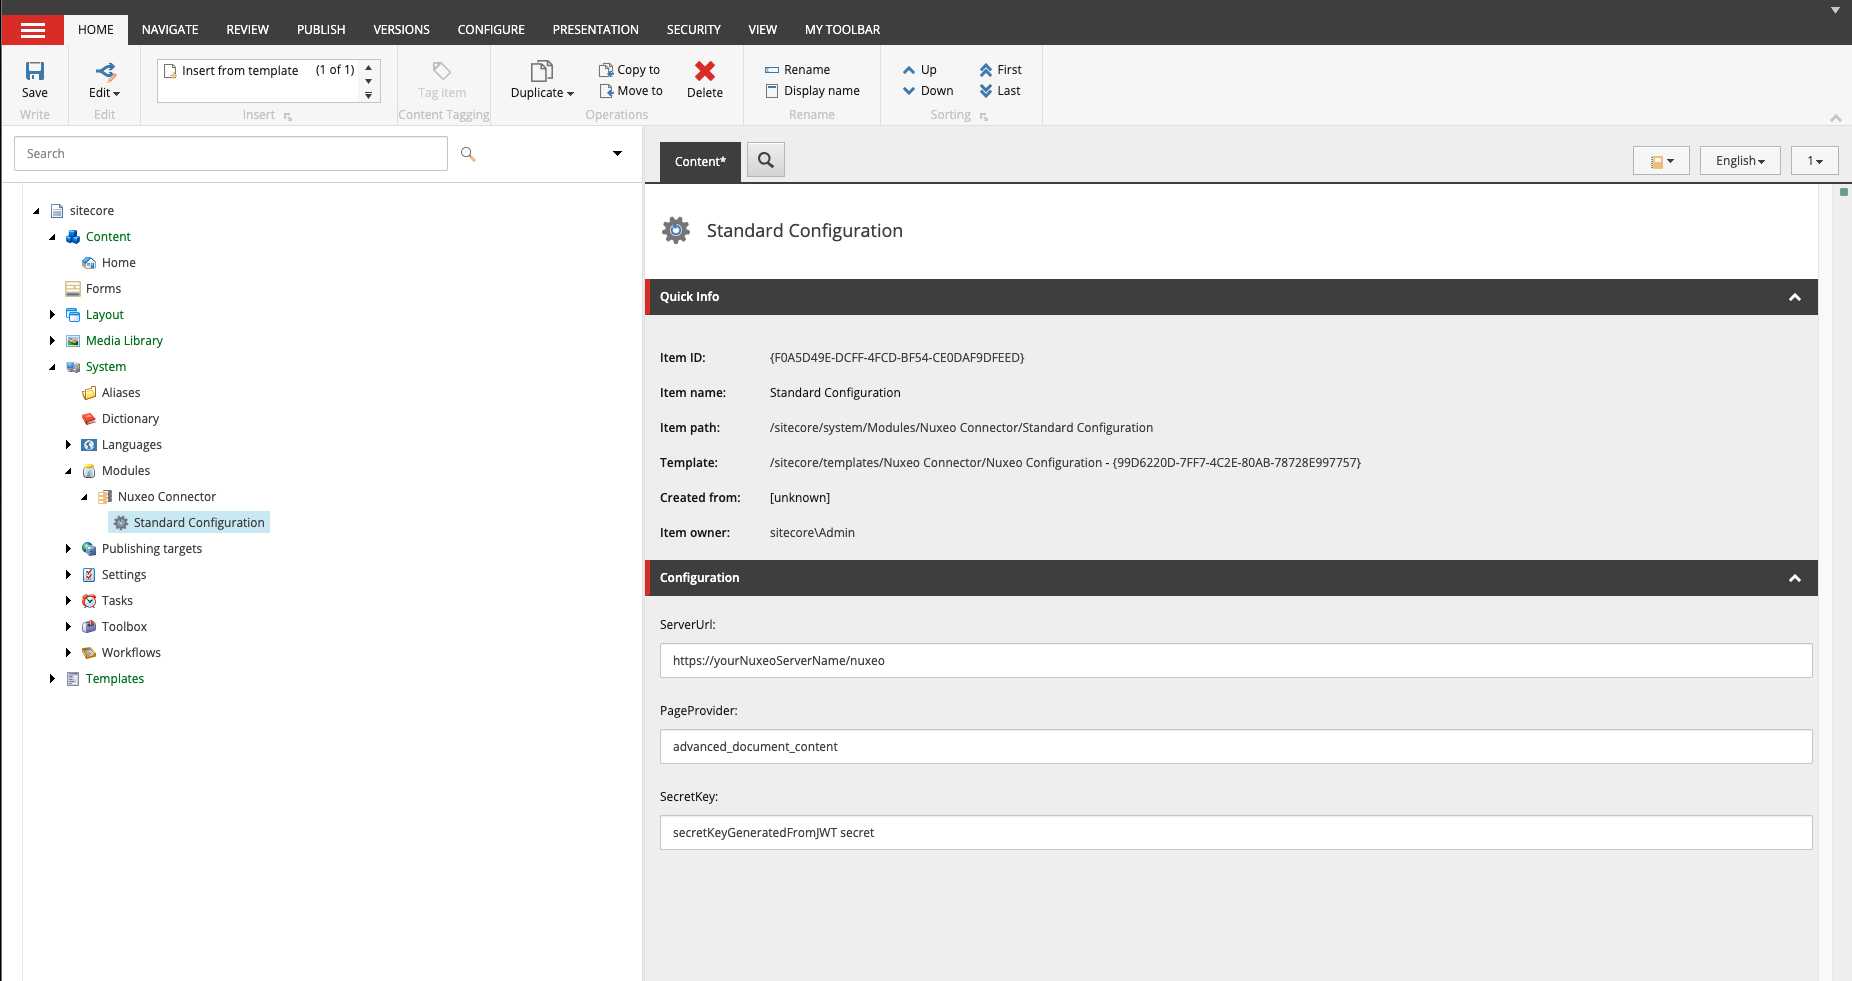 HOME NAVIGATE REVIEW PUBLISH VERSIONS CONFIGURE PRESENTATION SECURITY VIEW MY TOOLBAR
Save
Write
Edit
Edit
Insert from template (1 of 1)
Insert
Tag item
Content Tagging
Duplicate
Copy to
Move to
Delete
Operations
Rename
Display name
Rename
Up
Down
First
Last
Sorting
Search
sitecore
Content
Home
Forms
Layout
Media Library
System
Aliases
Dictionary
Languages
Modules
Nuxeo Connector
Standard Configuration
Publishing targets
Settings
Tasks
Toolbox
Workflows
Templates
Content*
English
1
Standard Configuration
Quick Info
Item ID: {F0A5D49E-DCFF-4FCD-BF54-CE0DAF9DFEED}
Item name: Standard Configuration
Item path: /sitecore/system/Modules/Nuxeo Connector/Standard Configuration
Template: /sitecore/templates/Nuxeo Connector/Nuxeo Configuration - {99D6220D-7FF7-4C2E-80AB-78728E997757}
Created from: [unknown]
Item owner: sitecore\Admin
Configuration
ServerUrl:
https://yourNuxeoServerName/nuxeo
PageProvider:
advanced_document_content
SecretKey:
secretKeyGeneratedFromJWT secret